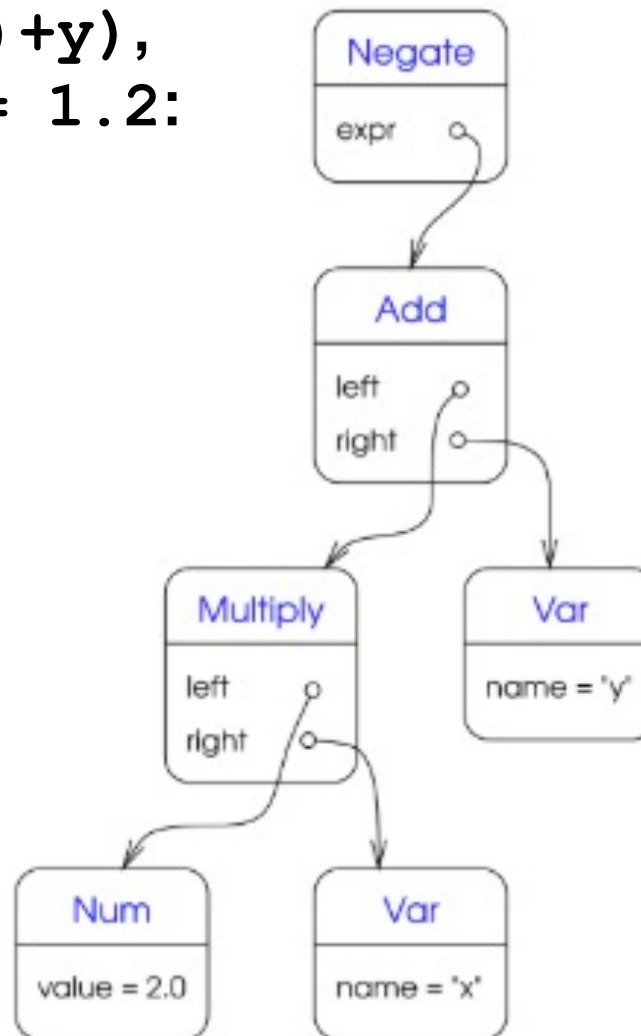 )+y),
= 1.2:
Negate
expr
Add
left
right
Multiply
left
right
Var
name = "y"
Num
value = 2.0
Var
name = "x"